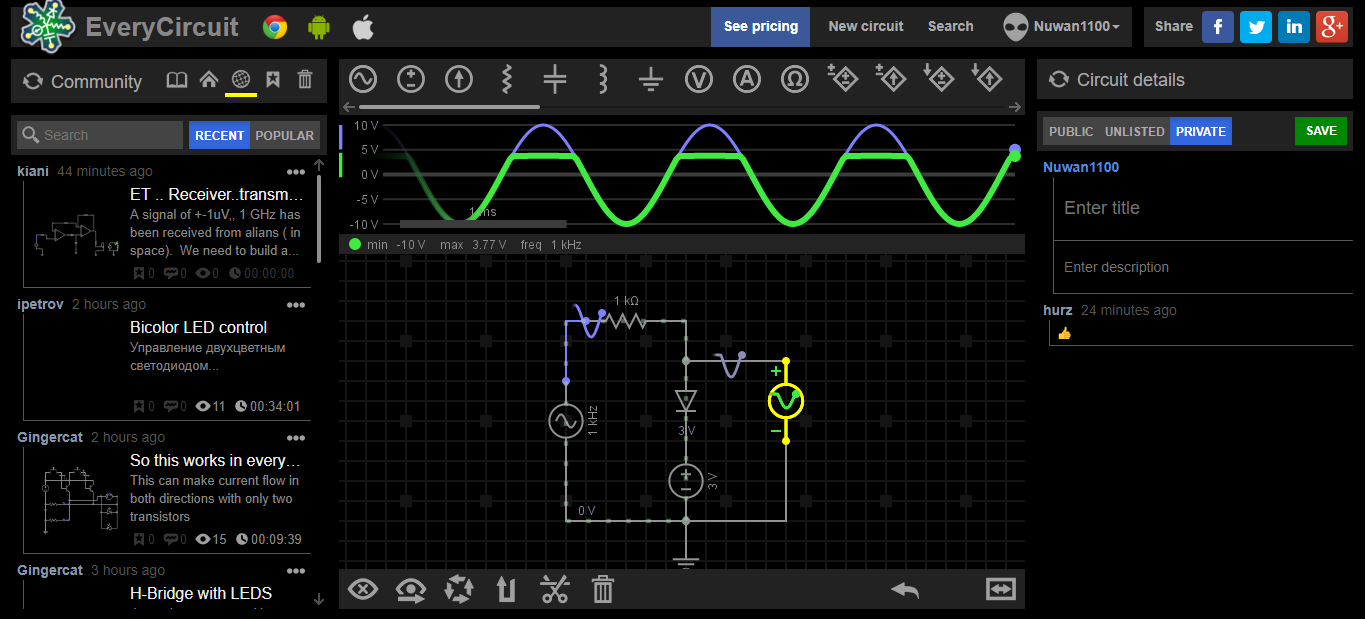 EveryCircuit
See pricing
New circuit
Search
Nuwan1100
Share
f
in
g+
Community
Search
RECENT
POPULAR
kiani 44 minutes ago
ET .. Receiver..transm...
A signal of +-1uV,, 1 GHz has
been received from alians ( in
space). We need to build a...
0 0 0 00:00:00
ipetrov 2 hours ago
Bicolor LED control
Управление двухцветным
светодиодом...
0 0 11 00:34:01
Gingercat 2 hours ago
So this works in every...
This can make current flow in
both directions with only two
transistors
0 0 15 00:09:39
Gingercat 3 hours ago
H-Bridge with LEDS
V
A
Ω
10 V
5 V
0 V
-5 V
-10 V
1 ms
min -10 V max 3.77 V freq 1 kHz
1 kΩ
1 kHz
3 V
3 V
0 V
Circuit details
PUBLIC
UNLISTED
PRIVATE
SAVE
Nuwan1100
Enter title
Enter description
hurz 24 minutes ago
👍